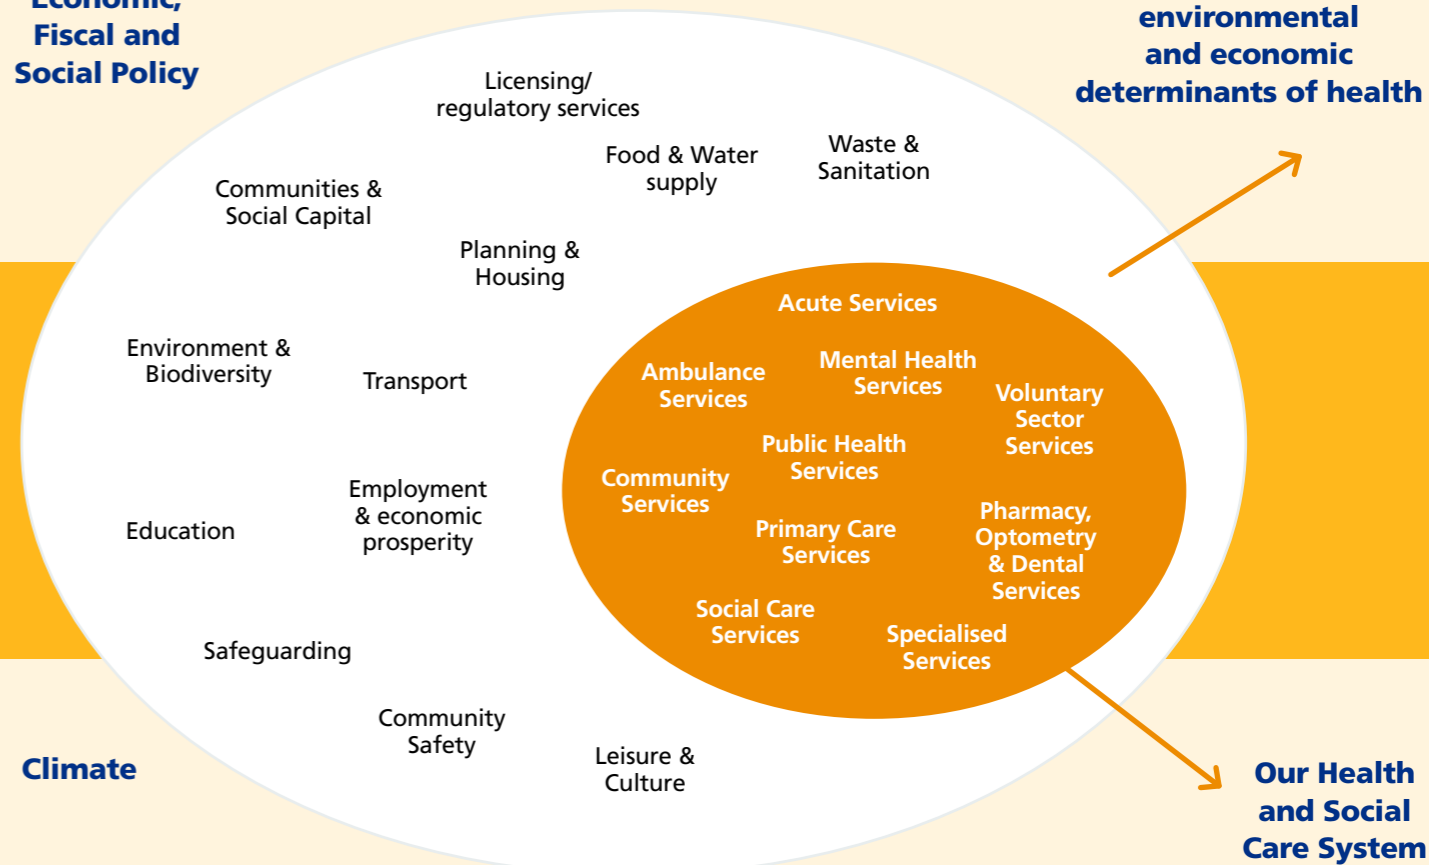 Economic,
Fiscal and
Social Policy
environmental
and economic
determinants of health
Licensing/
regulatory services
Food & Water
supply
Waste &
Sanitation
Communities &
Social Capital
Planning &
Housing
Environment &
Biodiversity
Transport
Education
Employment
& economic
prosperity
Safeguarding
Community
Safety
Leisure &
Culture
Acute Services
Ambulance
Services
Mental Health
Services
Voluntary
Sector
Services
Public Health
Services
Community
Services
Primary Care
Services
Pharmacy,
Optometry
& Dental
Services
Social Care
Services
Specialised
Services
Climate
Our Health
and Social
Care System